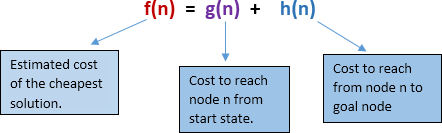 f(n) = g(n) + h(n)
Estimated cost
of the cheapest
solution.
Cost to reach
node n from
start state.
Cost to reach
from node n to
goal node